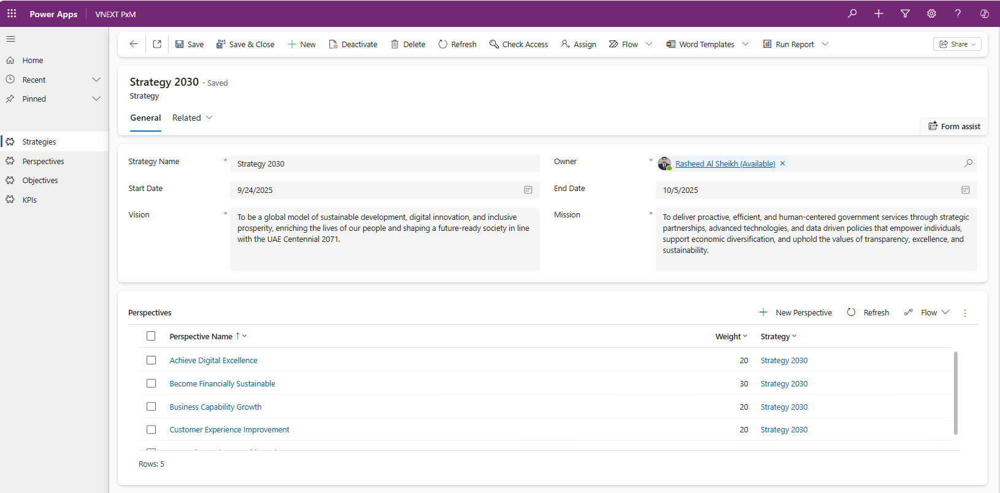 Power Apps VNEXT PxM
Save Save & Close New Deactivate Delete Refresh Check Access Assign Flow Word Templates Run Report Share
Home
Recent
Pinned
Strategies
Perspectives
Objectives
KPIs
Strategy 2030 - Saved
Strategy
General Related
Form assist
Strategy Name * Strategy 2030
Owner * Rasheed Al Sheikh (Available)
Start Date 9/24/2025
End Date 10/5/2025
Vision *
To be a global model of sustainable development, digital innovation, and inclusive
prosperity, enriching the lives of our people and shaping a future-ready society in line
with the UAE Centennial 2071.
Mission *
To deliver proactive, efficient, and human-centered government services through strategic
partnerships, advanced technologies, and data driven policies that empower individuals,
support economic diversification, and uphold the values of transparency, excellence, and
sustainability.
Perspectives New Perspective Refresh Flow
Perspective Name Weight Strategy
Achieve Digital Excellence 20 Strategy 2030
Become Financially Sustainable 30 Strategy 2030
Business Capability Growth 20 Strategy 2030
Customer Experience Improvement 20 Strategy 2030
Rows: 5